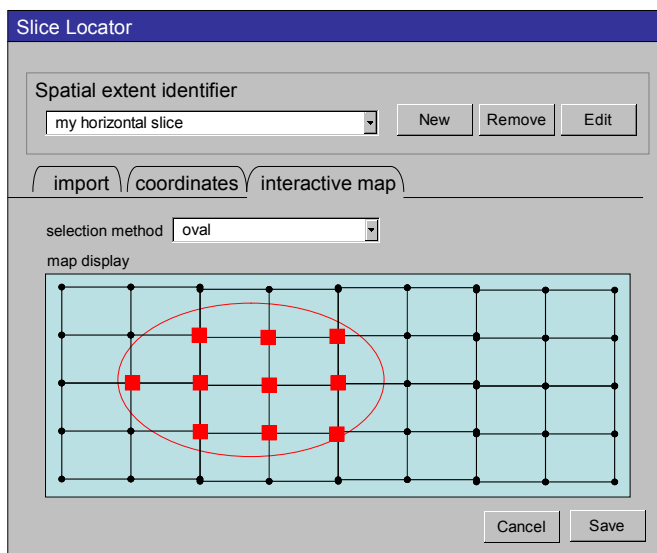 Slice Locator
Spatial extent identifier
my horizontal slice
New
Remove
Edit
import
coordinates
interactive map
selection method
oval
map display
Cancel
Save